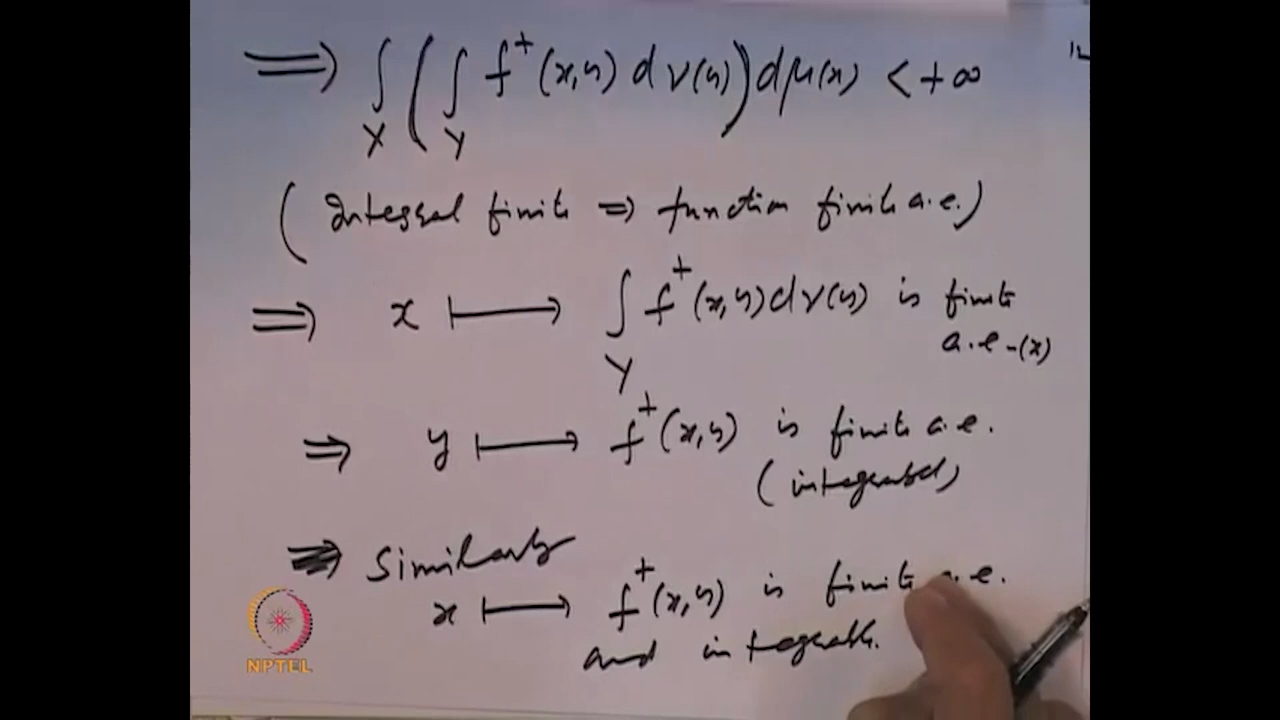 ⟹ ∫_X ( ∫_Y f⁺(x,y) dν(y) ) dμ(x) < +∞
( Integral finite ⟹ function finite a.e. )
⟹ x ⟼ ∫_Y f⁺(x,y) dν(y) is finite
a.e -(x)
⟹ y ⟼ f⁺(x,y) is finite a.e.
(integrable)
Similarly
x ⟼ f⁺(x,y) is finite a.e.
and integrable.
NPTEL